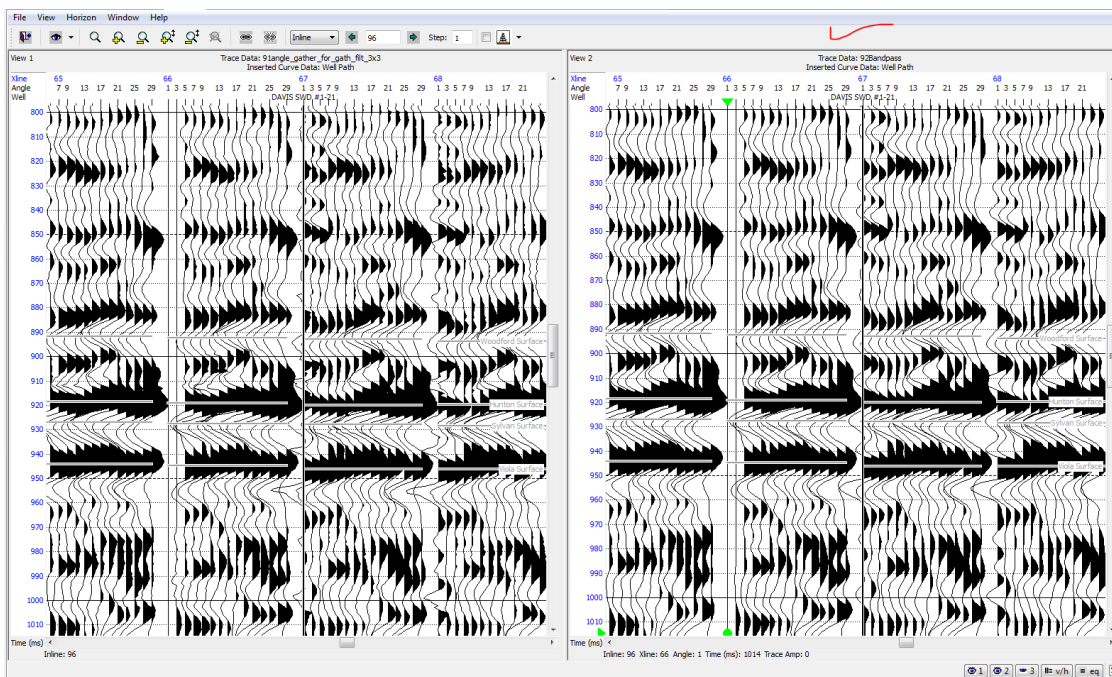 File View Horizon Window Help
Inline 96 Step: 1
View 1 Trace Data: 91angle_gather_for_gath_filt_3x3
Inserted Curve Data: Well Path
Xline 65 66 67 68
Angle 7 9 13 17 21 25 29 1 3 5 7 9 13 17 21 25 29 1 3 5 7 9 13 17 21 25 29 1 3 5 7 9 13 17 21
Well DAVIS SWD #1-21
800
810
820
830
840
850
860
870
880
890
Woodford Surface
900
910
920 Hunton Surface
930 Sylvan Surface
940
950 Viola Surface
960
970
980
990
1000
1010
Time (ms)
Inline: 96
View 2 Trace Data: 92Bandpass
Inserted Curve Data: Well Path
Xline 65 66 67 68
Angle 7 9 13 17 21 25 29 1 3 5 7 9 13 17 21 25 29 1 3 5 7 9 13 17 21 25 29 1 3 5 7 9 13 17 21
Well DAVIS SWD #1-21
800
810
820
830
840
850
860
870
880
890
Woodford Surface
900
910
920 Hunton Surface
930 Sylvan Surface
940
950 Viola Surface
960
970
980
990
1000
1010
Time (ms)
Inline: 96 Xline: 66 Angle: 1 Time (ms): 1014 Trace Amp: 0
1 2 3 v/h eq